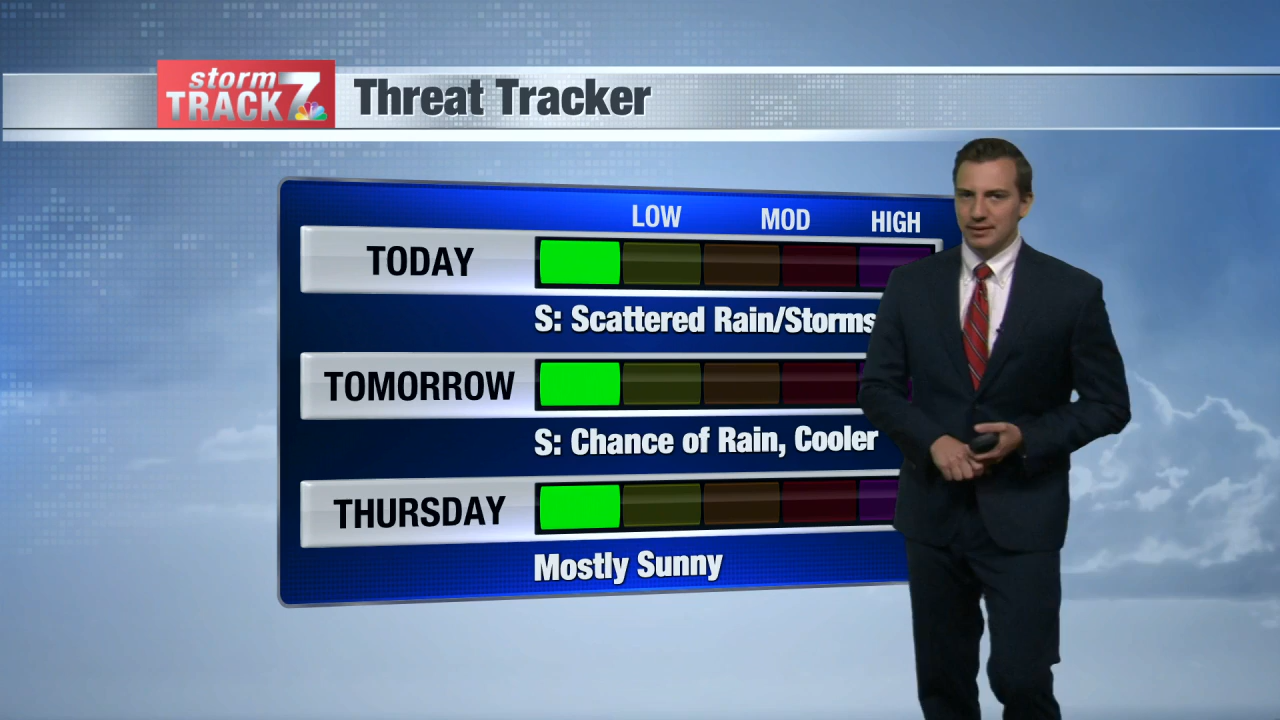 storm
TRACK 7
Threat Tracker
LOW MOD HIGH
TODAY
S: Scattered Rain/Storms
TOMORROW
S: Chance of Rain, Cooler
THURSDAY
Mostly Sunny